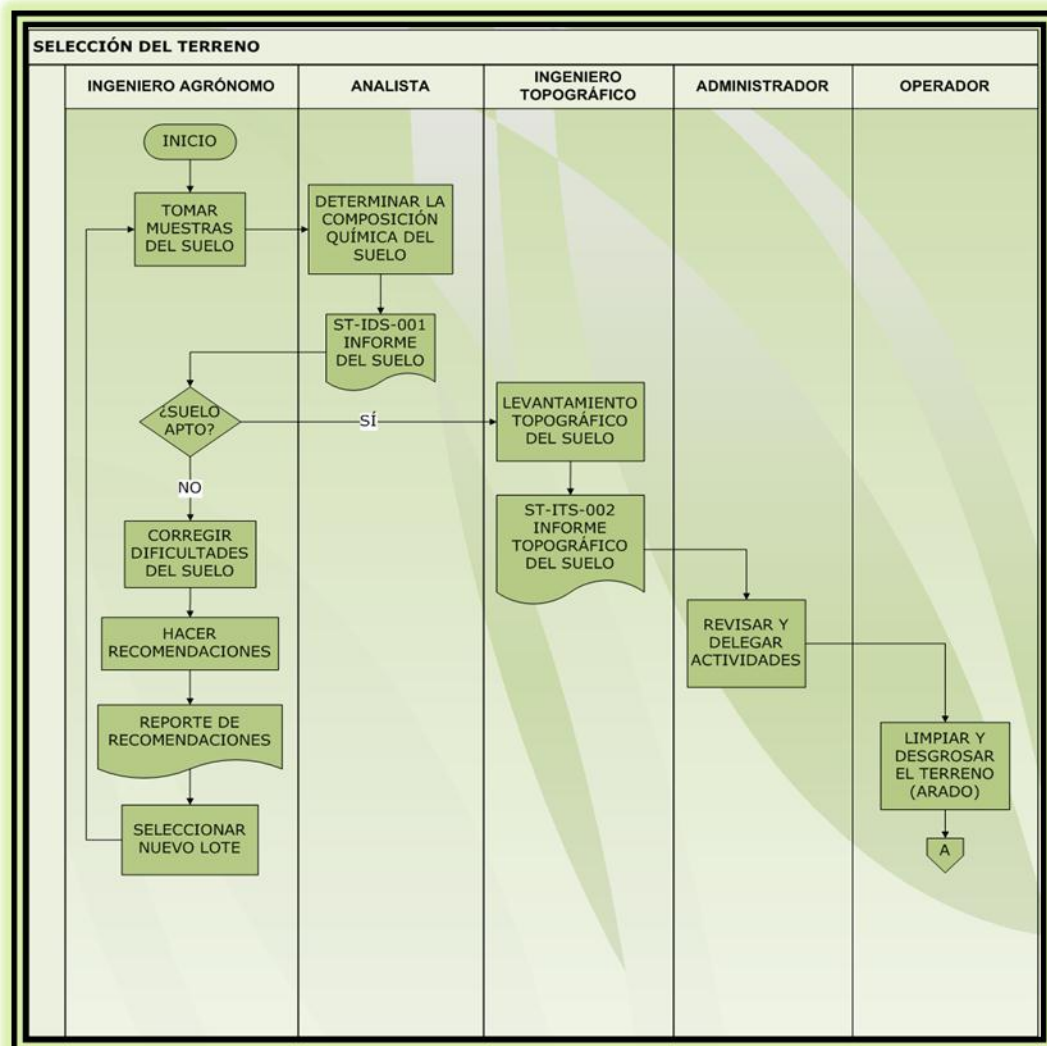 SELECCIÓN DEL TERRENO
INGENIERO AGRÓNOMO
ANALISTA
INGENIERO
TOPOGRÁFICO
ADMINISTRADOR
OPERADOR
INICIO
TOMAR
MUESTRAS
DEL SUELO
DETERMINAR LA
COMPOSICIÓN
QUÍMICA DEL
SUELO
ST-IDS-001
INFORME
DEL SUELO
¿SUELO
APTO?
SÍ
NO
LEVANTAMIENTO
TOPOGRÁFICO
DEL SUELO
ST-ITS-002
INFORME
TOPOGRÁFICO
DEL SUELO
CORREGIR
DIFICULTADES
DEL SUELO
HACER
RECOMENDACIONES
REPORTE DE
RECOMENDACIONES
SELECCIONAR
NUEVO LOTE
REVISAR Y
DELEGAR
ACTIVIDADES
LIMPIAR Y
DESGROSAR
EL TERRENO
(ARADO)
A